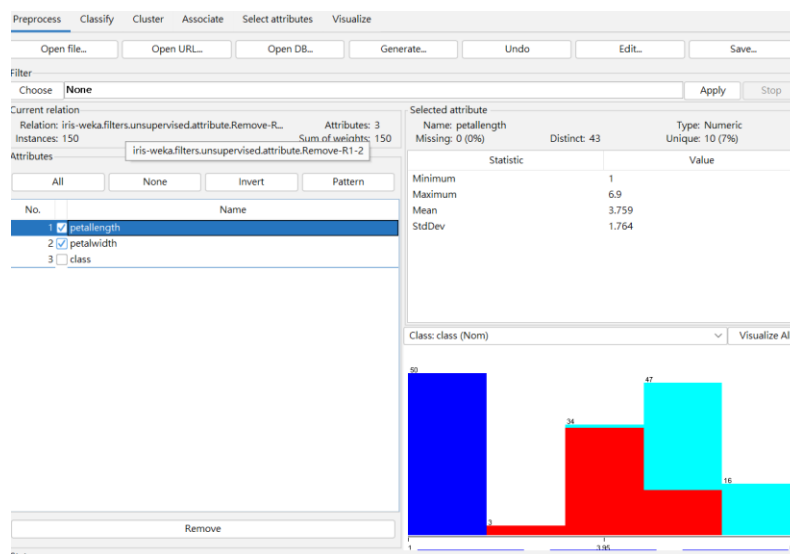 Preprocess Classify Cluster Associate Select attributes Visualize
Open file... Open URL... Open DB... Generate... Undo Edit... Save...
Filter
Choose None Apply Stop
Current relation
Relation: iris-weka.filters.unsupervised.attribute.Remove-R... Attributes: 3
Instances: 150 Sum of weights: 150
iris-weka.filters.unsupervised.attribute.Remove-R1-2
Attributes
All None Invert Pattern
No. Name
1 petallength
2 petalwidth
3 class
Remove
Selected attribute
Name: petallength Type: Numeric
Missing: 0 (0%) Distinct: 43 Unique: 10 (7%)
Statistic Value
Minimum 1
Maximum 6.9
Mean 3.759
StdDev 1.764
Class: class (Nom) Visualize Al
50
3
34
47
16
1 3.95